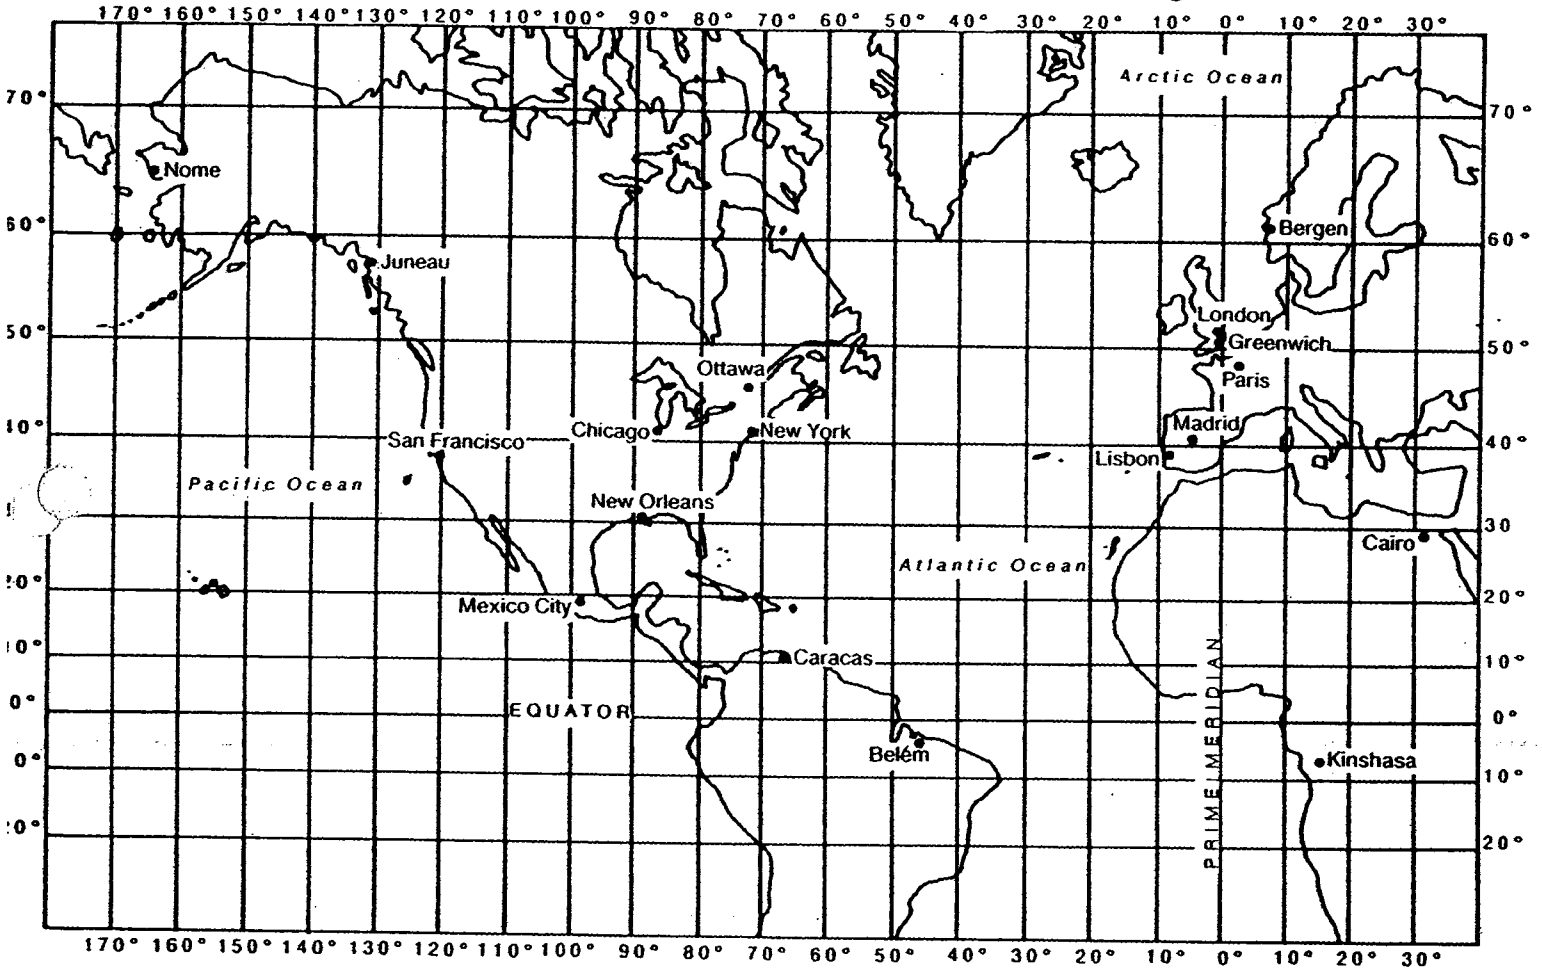 170° 160° 150° 140° 130° 120° 110° 100° 90° 80° 70° 60° 50° 40° 30° 20° 10° 0° 10° 20° 30°
Arctic Ocean
70° 70°
Nome
60° Bergen 60°
Juneau
London
50° Greenwich 50°
Ottawa Paris
Madrid
10° San Francisco Chicago New York 40°
Lisbon
Pacific Ocean
New Orleans
30
Cairo
Atlantic Ocean
20° 20°
Mexico City
10° Caracas 10°
PRIME MERIDIAN
0° EQUATOR 0°
Belém
0° Kinshasa 10°
0° 20°
170° 160° 150° 140° 130° 120° 110° 100° 90° 80° 70° 60° 50° 40° 30° 20° 10° 0° 10° 20° 30°